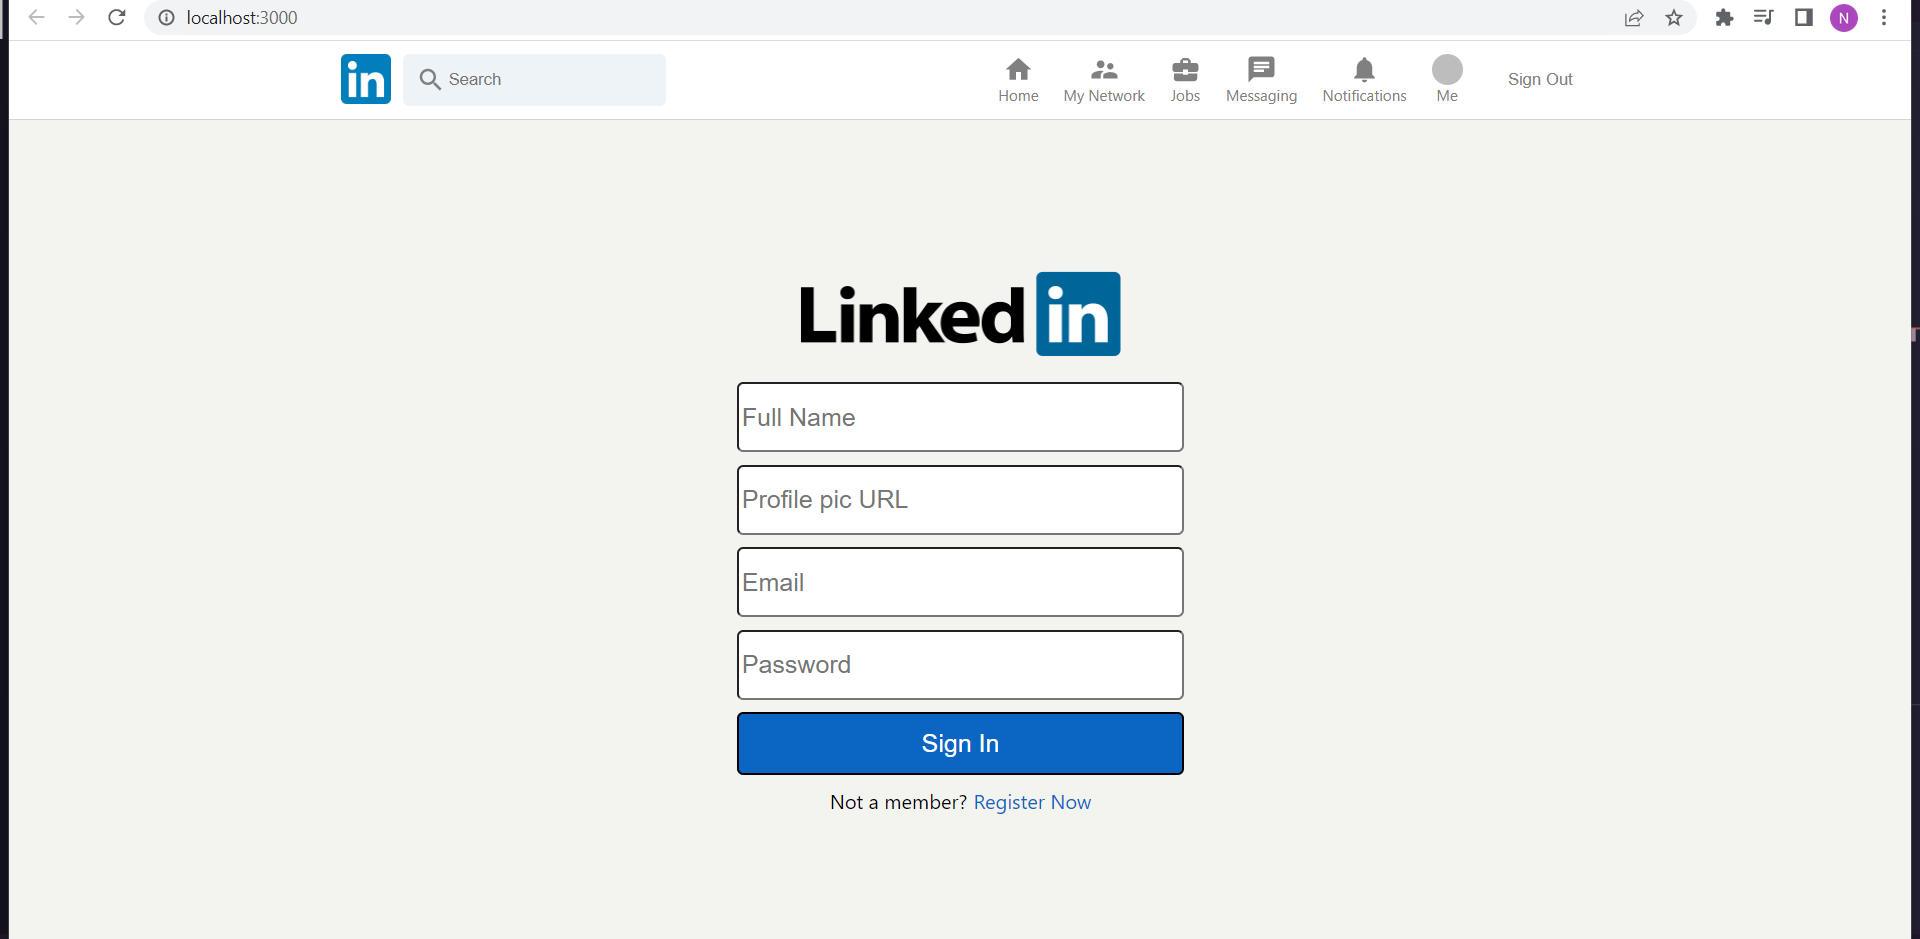 localhost:3000
N
in
Search
Home
My Network
Jobs
Messaging
Notifications
Me
Sign Out
Linked in
Full Name
Profile pic URL
Email
Password
Sign In
Not a member? Register Now